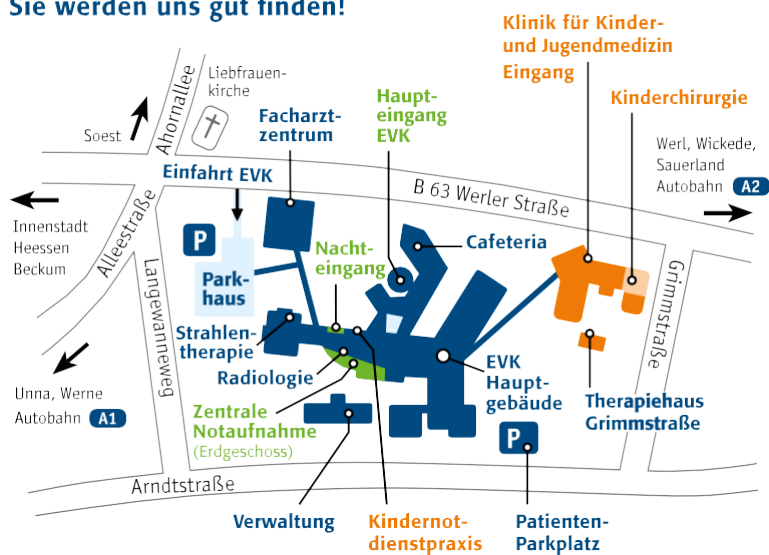 Sie werden uns gut finden!
Klinik für Kinder-
und Jugendmedizin
Eingang
Kinderchirurgie
Liebfrauen-
kirche
Ahornallee
Soest
Facharzt-
zentrum
Haupt-
eingang
EVK
Werl, Wickede,
Sauerland
Autobahn A2
Einfahrt EVK
B 63 Werler Straße
Innenstadt
Heessen
Beckum
Alleestraße
P
Park-
haus
Nacht-
eingang
Cafeteria
Langewanneweg
Grimmstraße
Strahlen-
therapie
Radiologie
EVK
Haupt-
gebäude
Unna, Werne
Autobahn A1
Zentrale
Notaufnahme
(Erdgeschoss)
Therapiehaus
Grimmstraße
P
Arndtstraße
Verwaltung
Kindernot-
dienstpraxis
Patienten-
Parkplatz